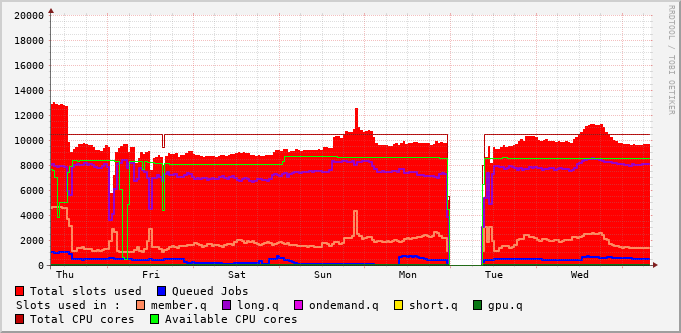 20000
18000
16000
14000
12000
10000
8000
6000
4000
2000
0
Thu Fri Sat Sun Mon Tue Wed
RRDTOOL / TOBI OETIKER
Total slots used Queued Jobs
Slots used in : member.q long.q ondemand.q short.q gpu.q
Total CPU cores Available CPU cores